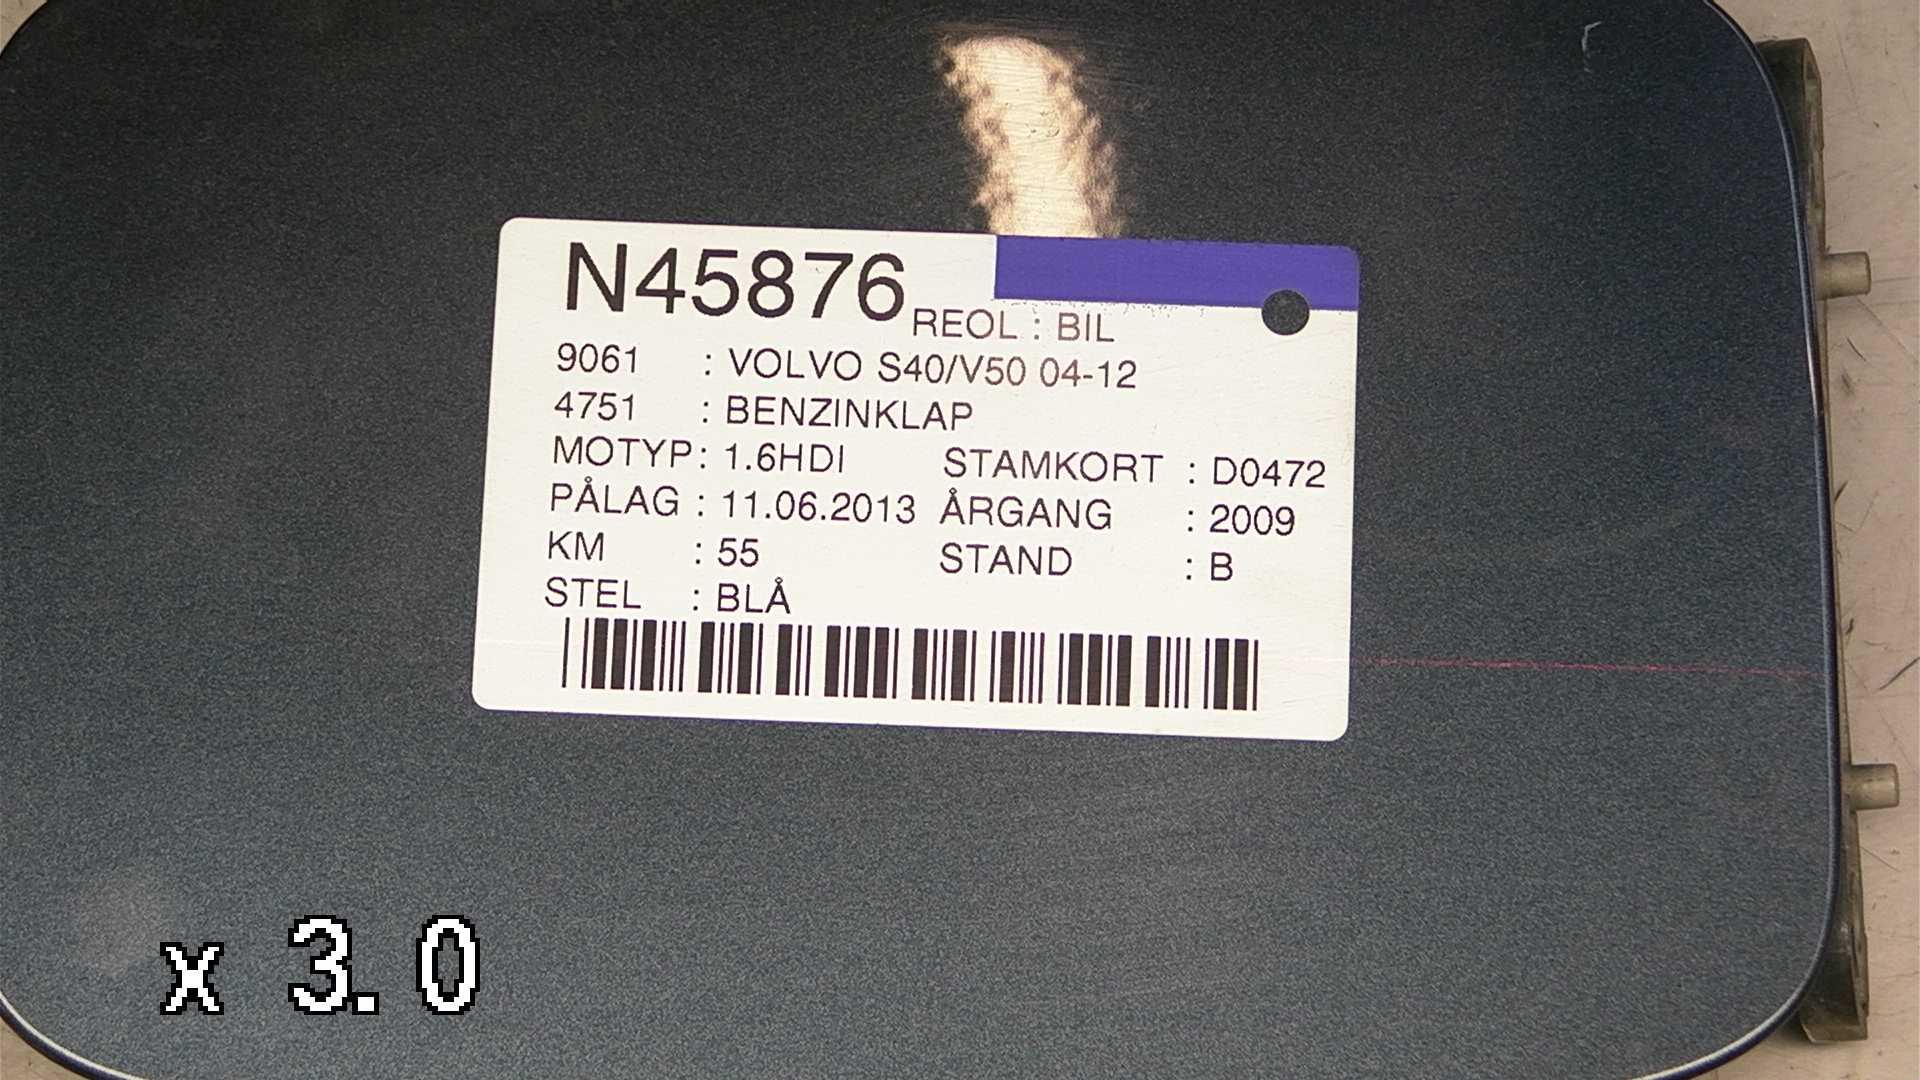 N45876 REOL : BIL
9061 : VOLVO S40/V50 04-12
4751 : BENZINKLAP
MOTYP : 1.6HDI STAMKORT : D0472
PÅLAG : 11.06.2013 ÅRGANG : 2009
KM : 55 STAND : B
STEL : BLÅ
x 3.0